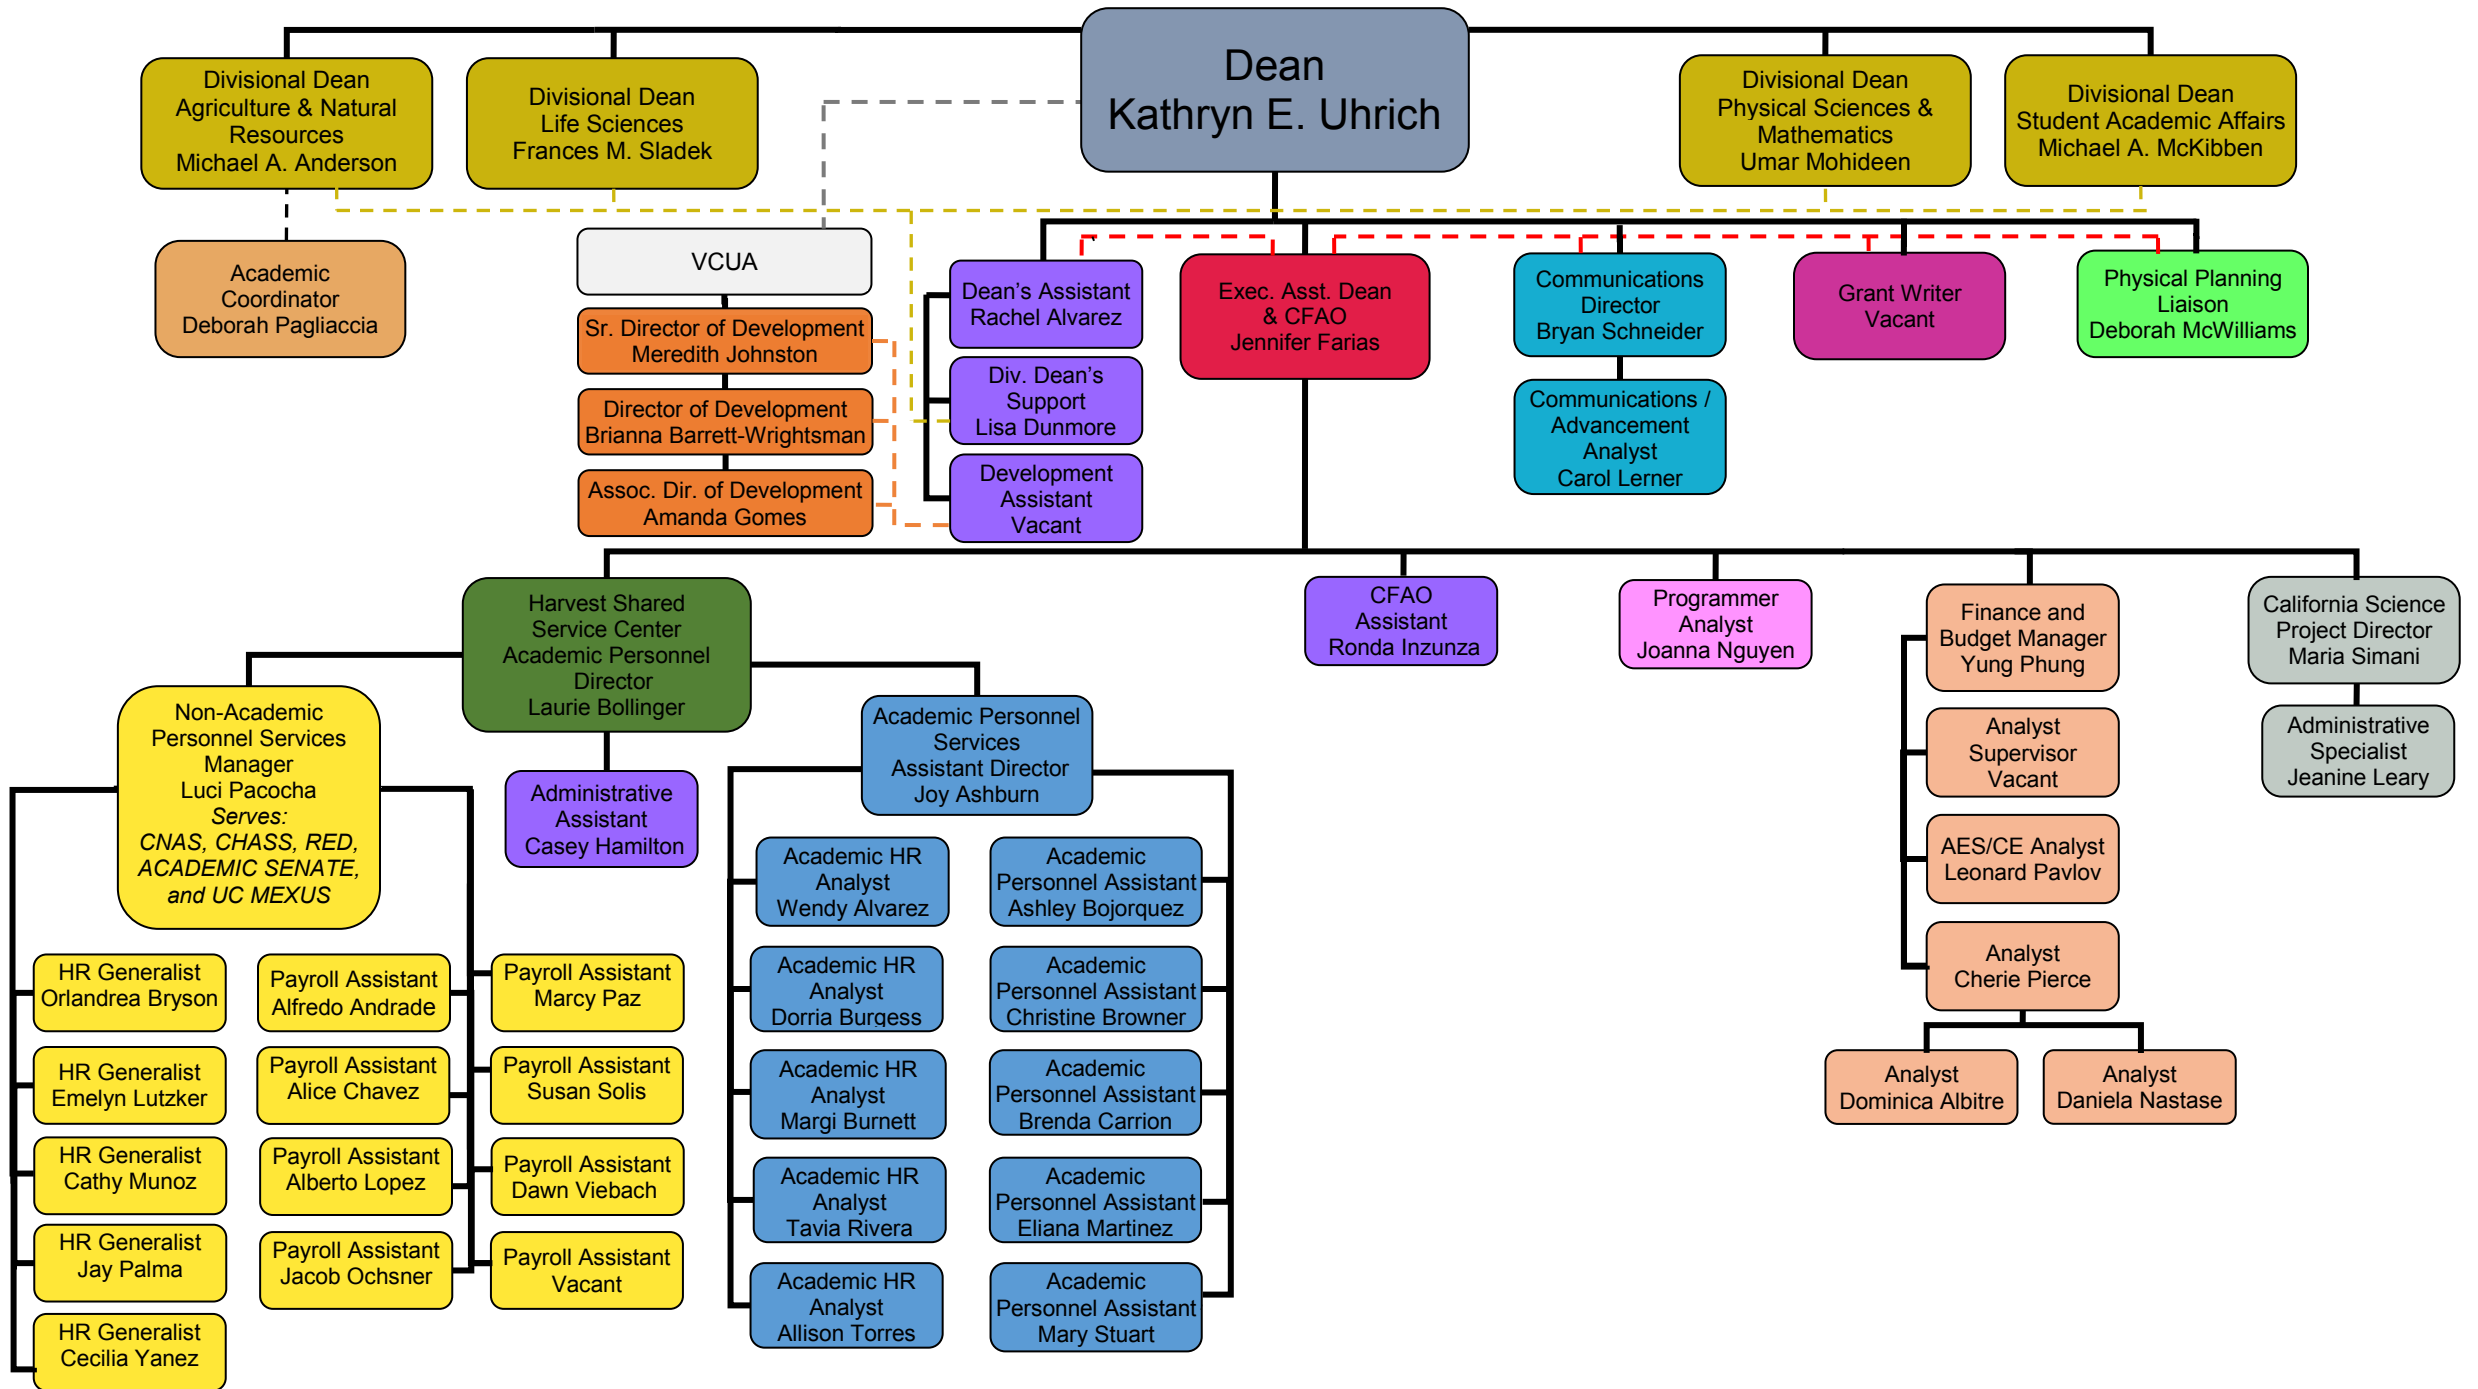 Dean
Kathryn E. Uhrich
Divisional Dean
Agriculture & Natural
Resources
Michael A. Anderson
Divisional Dean
Life Sciences
Frances M. Sladek
Divisional Dean
Physical Sciences &
Mathematics
Umar Mohideen
Divisional Dean
Student Academic Affairs
Michael A. McKibben
Academic
Coordinator
Deborah Pagliaccia
VCUA
Sr. Director of Development
Meredith Johnston
Director of Development
Brianna Barrett-Wrightsman
Assoc. Dir. of Development
Amanda Gomes
Dean's Assistant
Rachel Alvarez
Div. Dean's
Support
Lisa Dunmore
Development
Assistant
Vacant
Exec. Asst. Dean
& CFAO
Jennifer Farias
Communications
Director
Bryan Schneider
Communications /
Advancement
Analyst
Carol Lerner
Grant Writer
Vacant
Physical Planning
Liaison
Deborah McWilliams
Harvest Shared
Service Center
Academic Personnel
Director
Laurie Bollinger
CFAO
Assistant
Ronda Inzunza
Programmer
Analyst
Joanna Nguyen
Finance and
Budget Manager
Yung Phung
Analyst
Supervisor
Vacant
AES/CE Analyst
Leonard Pavlov
Analyst
Cherie Pierce
Analyst
Dominica Albitre
Analyst
Daniela Nastase
California Science
Project Director
Maria Simani
Administrative
Specialist
Jeanine Leary
Non-Academic
Personnel Services
Manager
Luci Pacocha
Serves:
CNAS, CHASS, RED,
ACADEMIC SENATE,
and UC MEXUS
Administrative
Assistant
Casey Hamilton
Academic Personnel
Services
Assistant Director
Joy Ashburn
HR Generalist
Orlandrea Bryson
HR Generalist
Emelyn Lutzker
HR Generalist
Cathy Munoz
HR Generalist
Jay Palma
HR Generalist
Cecilia Yanez
Payroll Assistant
Alfredo Andrade
Payroll Assistant
Alice Chavez
Payroll Assistant
Alberto Lopez
Payroll Assistant
Jacob Ochsner
Payroll Assistant
Marcy Paz
Payroll Assistant
Susan Solis
Payroll Assistant
Dawn Viebach
Payroll Assistant
Vacant
Academic HR
Analyst
Wendy Alvarez
Academic HR
Analyst
Dorria Burgess
Academic HR
Analyst
Margi Burnett
Academic HR
Analyst
Tavia Rivera
Academic HR
Analyst
Allison Torres
Academic
Personnel Assistant
Ashley Bojorquez
Academic
Personnel Assistant
Christine Browner
Academic
Personnel Assistant
Brenda Carrion
Academic
Personnel Assistant
Eliana Martinez
Academic
Personnel Assistant
Mary Stuart